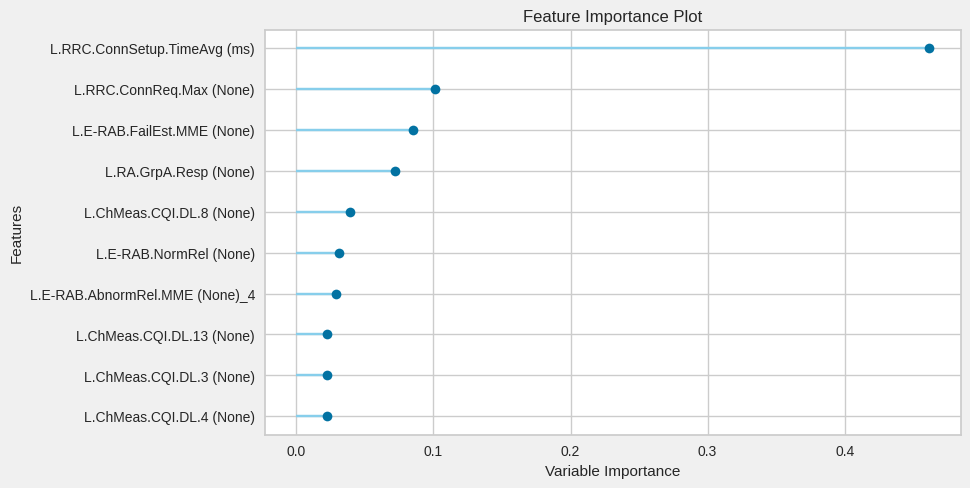 Feature Importance Plot
Features
L.RRC.ConnSetup.TimeAvg (ms)
L.RRC.ConnReq.Max (None)
L.E-RAB.FailEst.MME (None)
L.RA.GrpA.Resp (None)
L.ChMeas.CQI.DL.8 (None)
L.E-RAB.NormRel (None)
L.E-RAB.AbnormRel.MME (None)_4
L.ChMeas.CQI.DL.13 (None)
L.ChMeas.CQI.DL.3 (None)
L.ChMeas.CQI.DL.4 (None)
0.0 0.1 0.2 0.3 0.4
Variable Importance